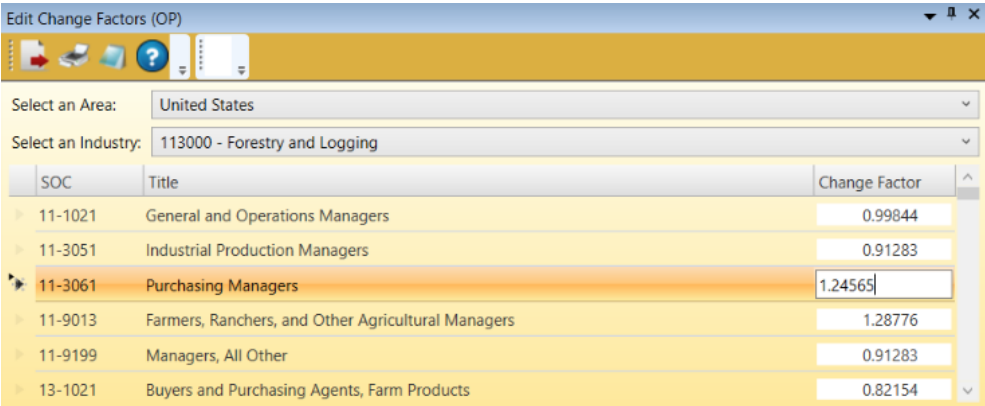 Edit Change Factors (OP)
?
Select an Area: United States
Select an Industry: 113000 - Forestry and Logging
SOC Title Change Factor
11-1021 General and Operations Managers 0.99844
11-3051 Industrial Production Managers 0.91283
11-3061 Purchasing Managers 1.24565
11-9013 Farmers, Ranchers, and Other Agricultural Managers 1.28776
11-9199 Managers, All Other 0.91283
13-1021 Buyers and Purchasing Agents, Farm Products 0.82154